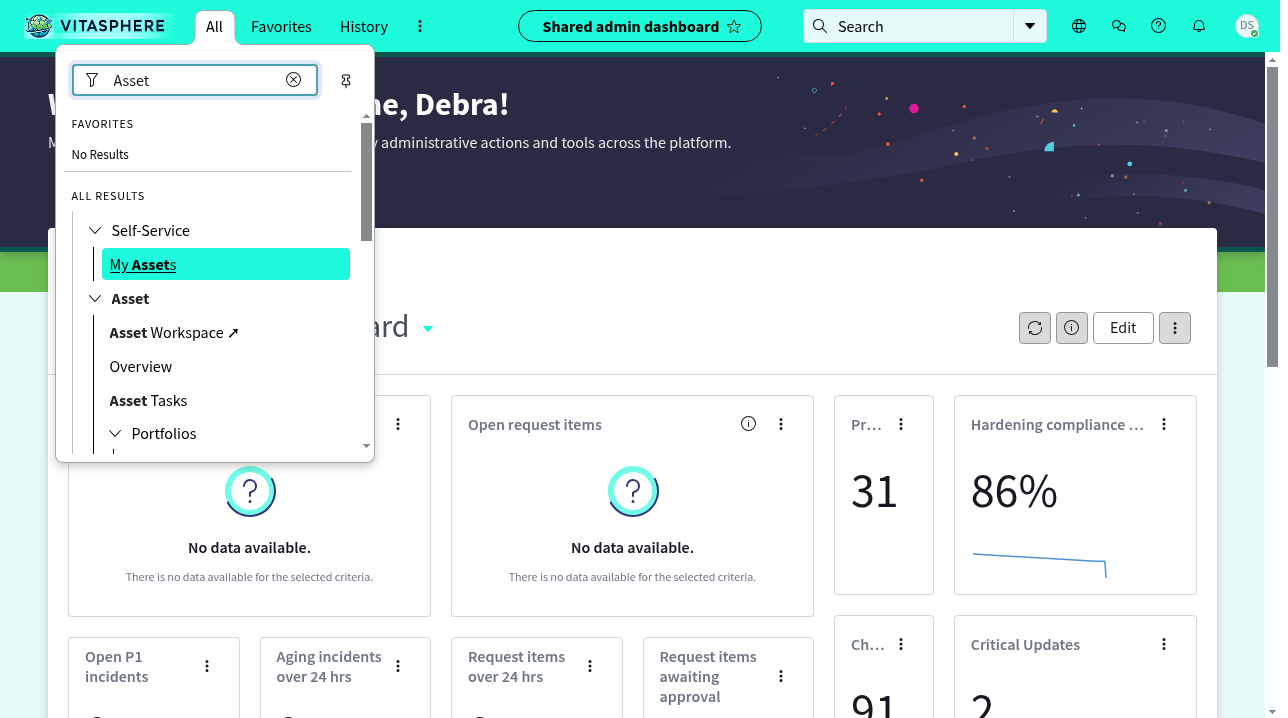 VITASPHERE
All
Favorites
History
Shared admin dashboard
Search
DS
Asset
FAVORITES
No Results
ALL RESULTS
Self-Service
My Assets
Asset
Asset Workspace ➚
Overview
Asset Tasks
Portfolios
W
me, Debra!
M
y administrative actions and tools across the platform.
ard
Edit
Open request items
Pr...
Hardening compliance ...
31
86%
No data available.
There is no data available for the selected criteria.
No data available.
There is no data available for the selected criteria.
Open P1
incidents
Aging incidents
over 24 hrs
Request items
over 24 hrs
Request items
awaiting
approval
Ch...
Critical Updates
91
2